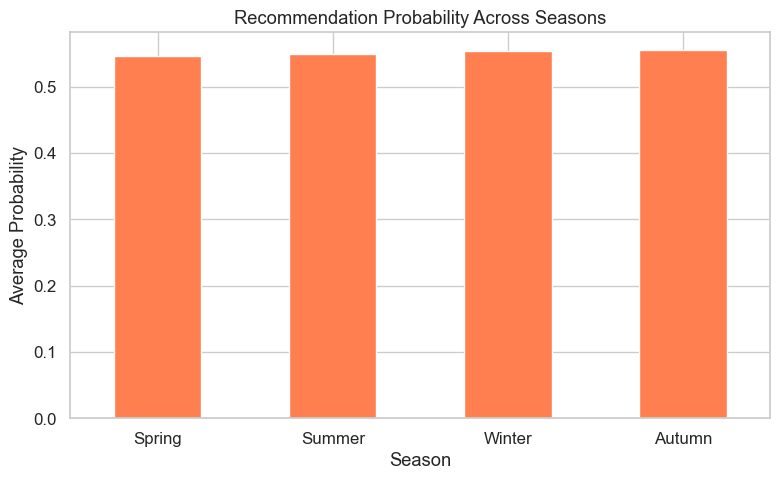 Recommendation Probability Across Seasons
Average Probability
0.5
0.4
0.3
0.2
0.1
0.0
Spring Summer Winter Autumn
Season